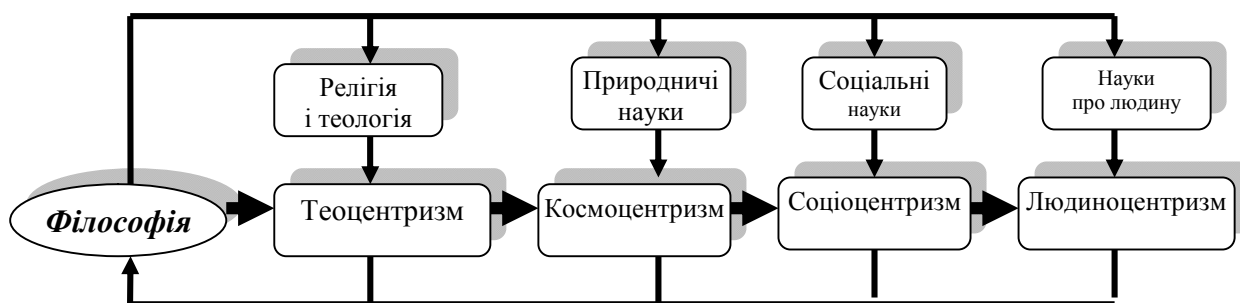 Релігія
і теологія
Природничі
науки
Соціальні
науки
Науки
про людину
Філософія
Теоцентризм
Космоцентризм
Соціоцентризм
Людиноцентризм